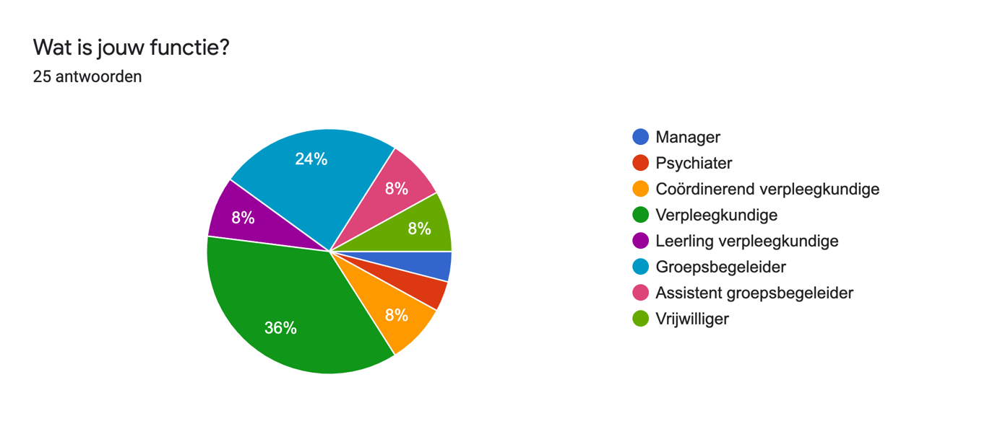 Wat is jouw functie?
25 antwoorden
24%
8%
8%
8%
8%
36%
Manager
Psychiater
Coördinerend verpleegkundige
Verpleegkundige
Leerling verpleegkundige
Groepsbegeleider
Assistent groepsbegeleider
Vrijwilliger